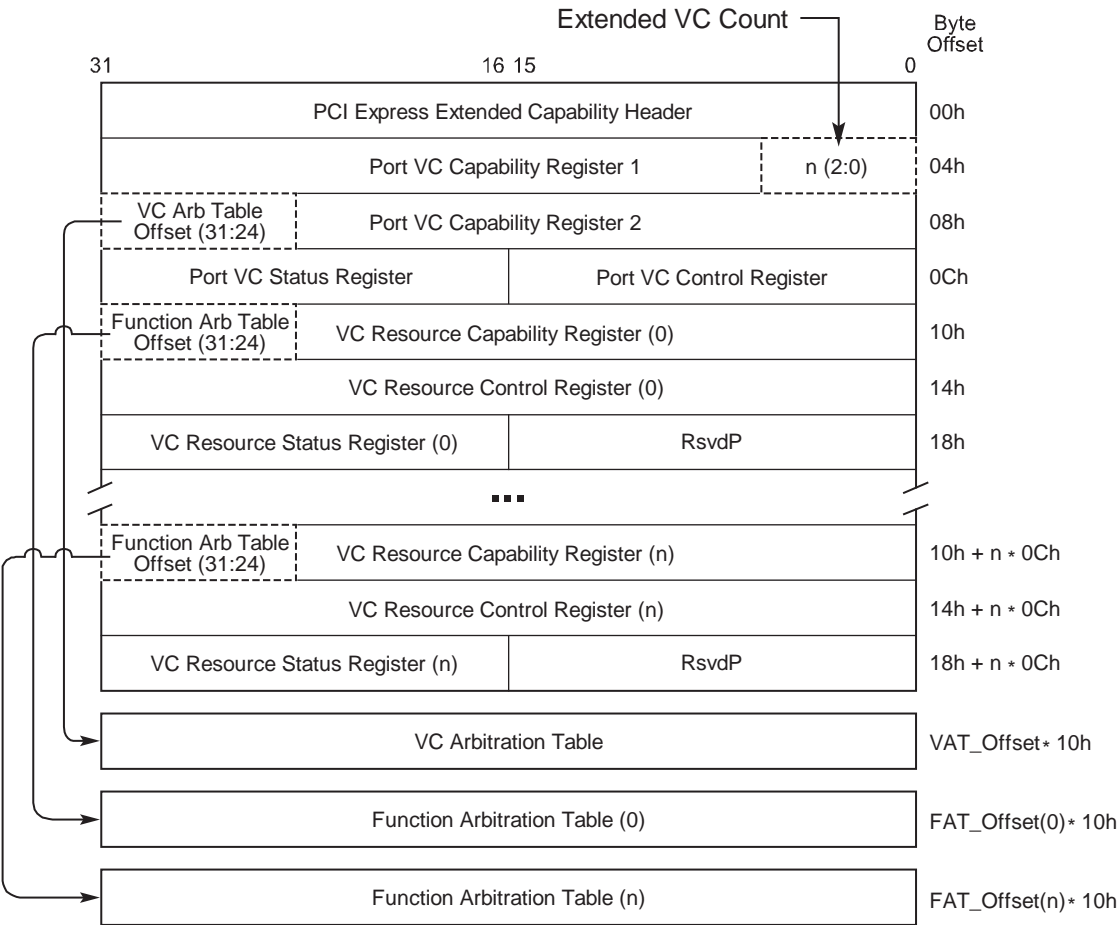 Extended VC Count
Byte
Offset
31 16 15 0
PCI Express Extended Capability Header 00h
Port VC Capability Register 1 n (2:0) 04h
VC Arb Table
Offset (31:24) Port VC Capability Register 2 08h
Port VC Status Register Port VC Control Register 0Ch
Function Arb Table
Offset (31:24) VC Resource Capability Register (0) 10h
VC Resource Control Register (0) 14h
VC Resource Status Register (0) RsvdP 18h
...
Function Arb Table
Offset (31:24) VC Resource Capability Register (n) 10h + n * 0Ch
VC Resource Control Register (n) 14h + n * 0Ch
VC Resource Status Register (n) RsvdP 18h + n * 0Ch
VC Arbitration Table VAT_Offset* 10h
Function Arbitration Table (0) FAT_Offset(0)* 10h
Function Arbitration Table (n) FAT_Offset(n)* 10h